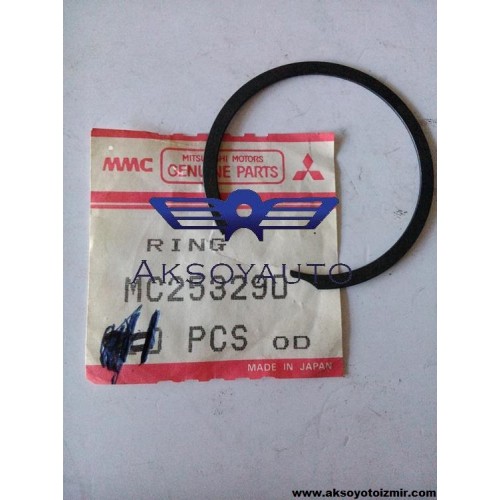 MMC
MITSUBISHI MOTORS
GENUINE PARTS
RING
AKSOYAUTO
MC253290
PCS OD
MADE IN JAPAN
www.aksoyotoizmir.com